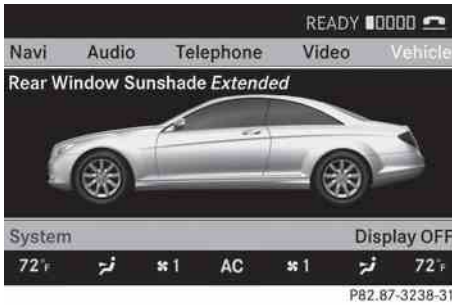 READY
Navi Audio Telephone Video Vehicle
Rear Window Sunshade Extended
System Display OFF
72°F 1 AC 1 72°F
P82.87-3238-31